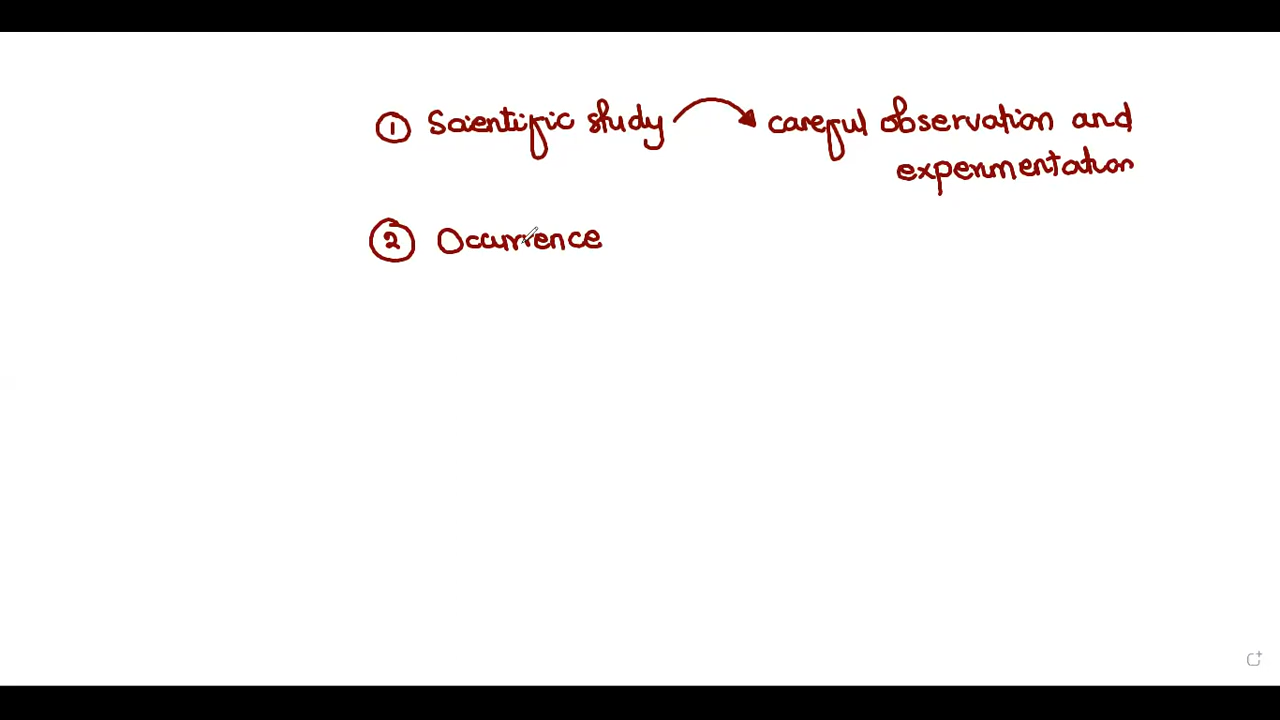 ① Scientific study → careful observation and
experimentation
② Occurrence